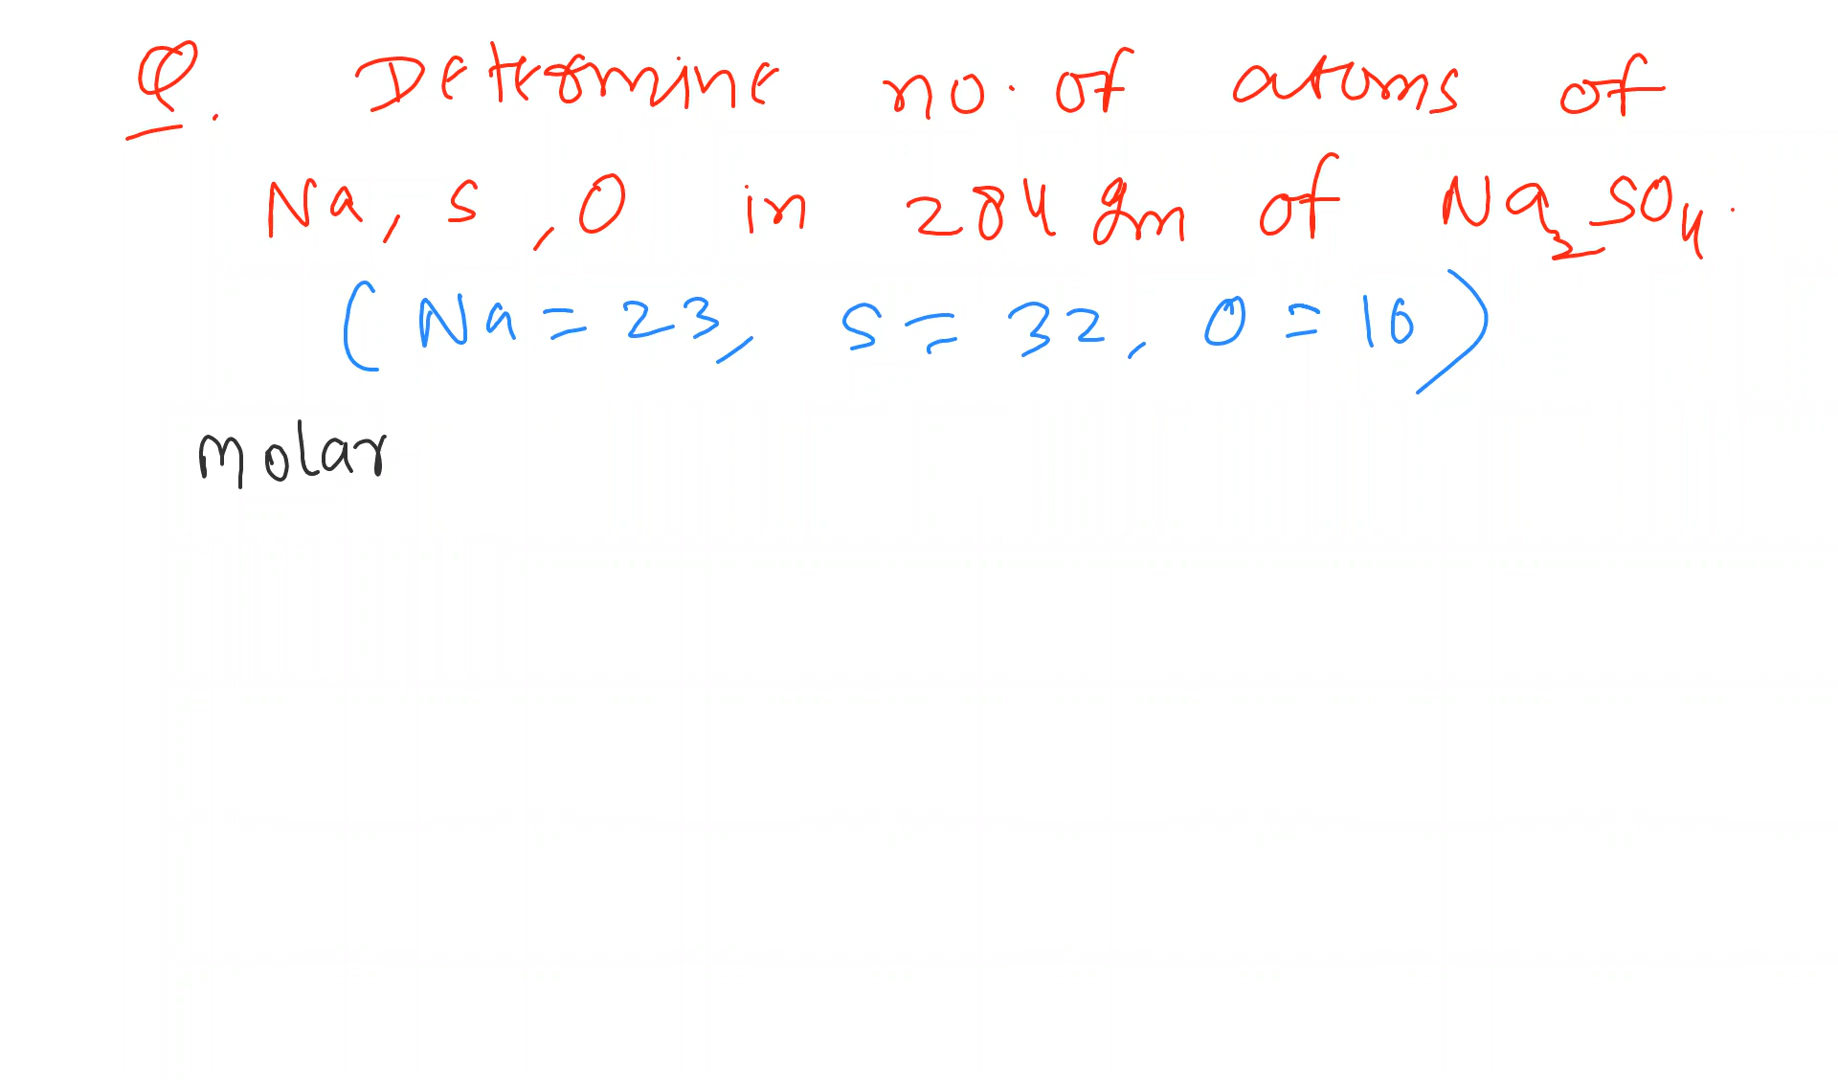 Q. Determine no. of atoms of
Na, S, O in 284 gm of Na₂SO₄.
(Na = 23, S = 32, O = 16)
Molar